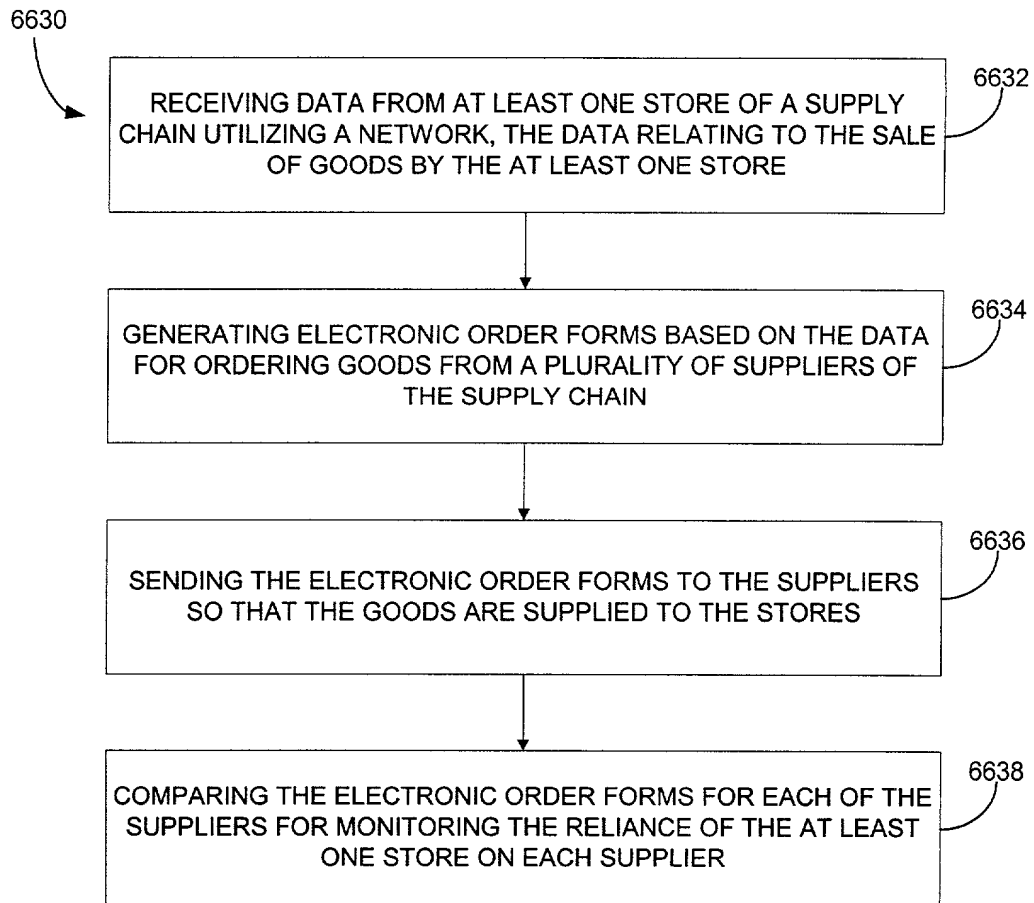 6630
RECEIVING DATA FROM AT LEAST ONE STORE OF A SUPPLY
CHAIN UTILIZING A NETWORK, THE DATA RELATING TO THE SALE
OF GOODS BY THE AT LEAST ONE STORE
6632
GENERATING ELECTRONIC ORDER FORMS BASED ON THE DATA
FOR ORDERING GOODS FROM A PLURALITY OF SUPPLIERS OF
THE SUPPLY CHAIN
6634
SENDING THE ELECTRONIC ORDER FORMS TO THE SUPPLIERS
SO THAT THE GOODS ARE SUPPLIED TO THE STORES
6636
COMPARING THE ELECTRONIC ORDER FORMS FOR EACH OF THE
SUPPLIERS FOR MONITORING THE RELIANCE OF THE AT LEAST
ONE STORE ON EACH SUPPLIER
6638